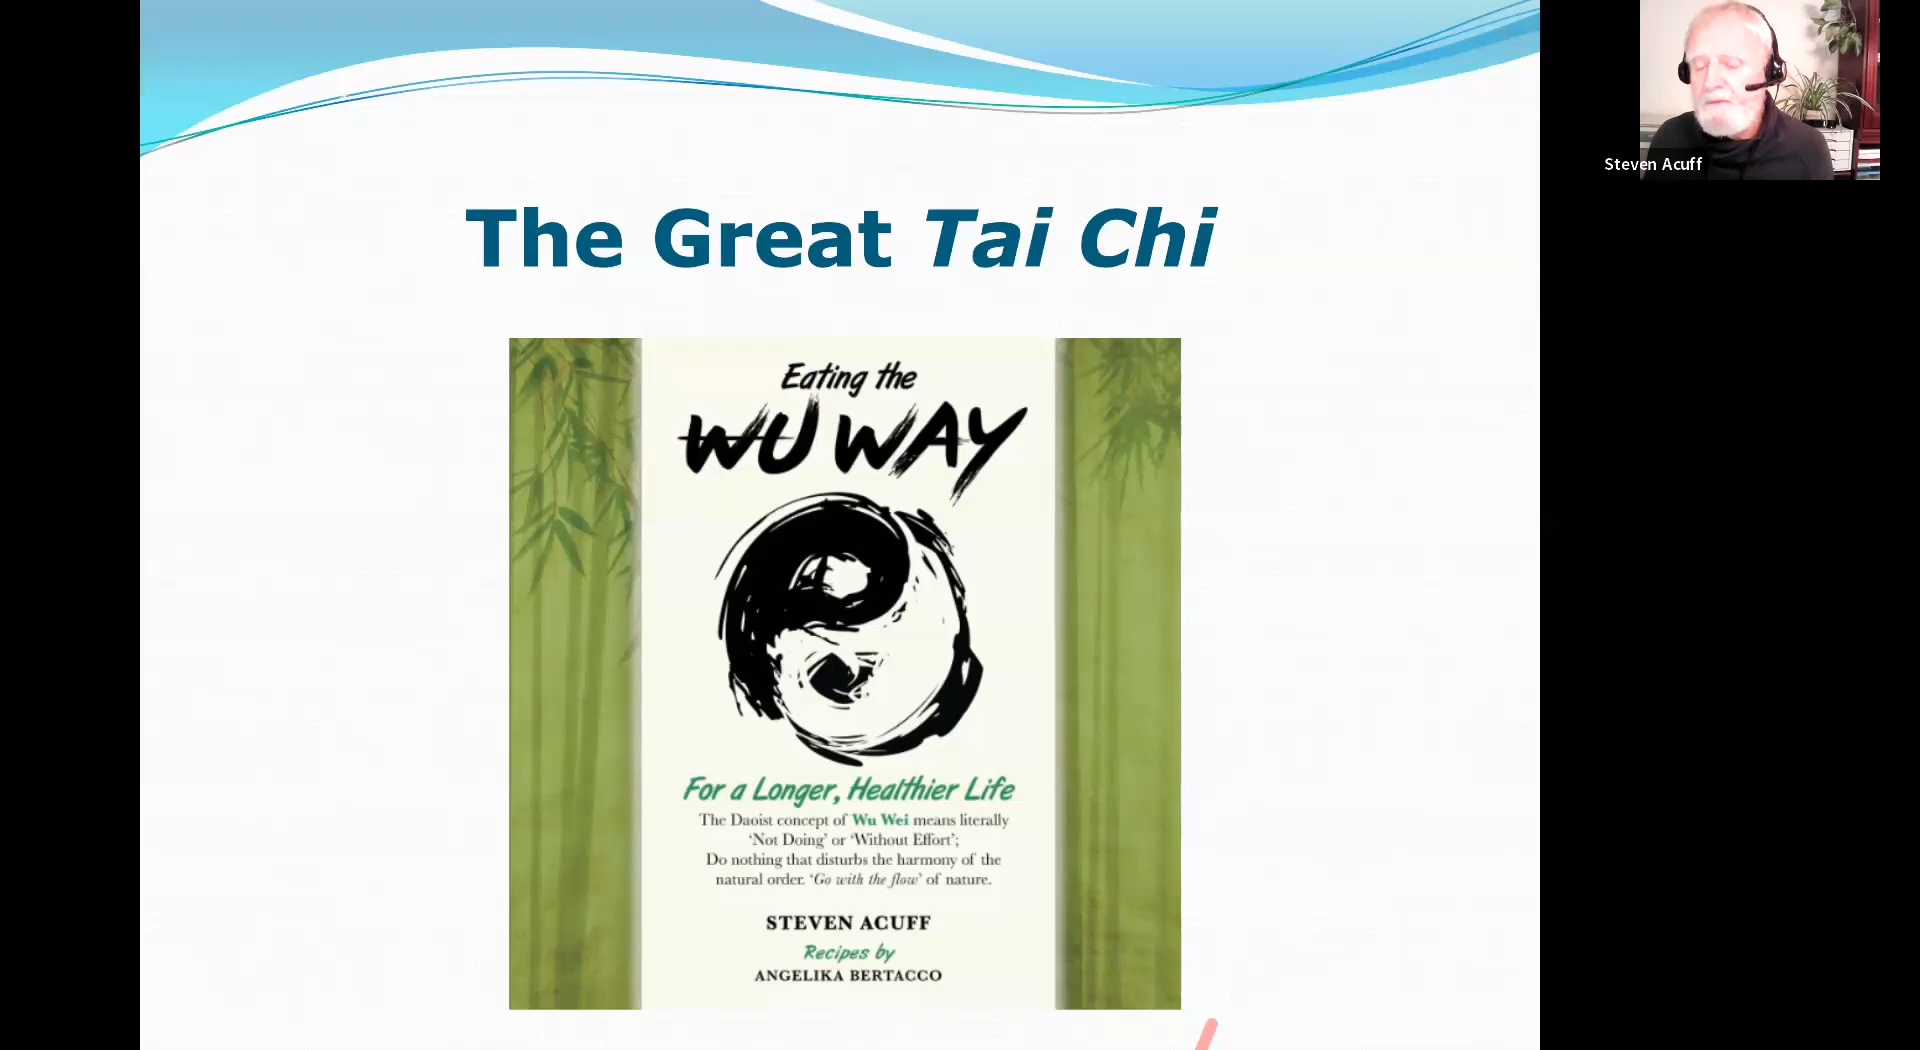 The Great Tai Chi
Eating the
WU WAY
For a Longer, Healthier Life
The Daoist concept of Wu Wei means literally
‘Not Doing’ or ‘Without Effort’;
Do nothing that disturbs the harmony of the
natural order. ‘Go with the flow’ of nature.
STEVEN ACUFF
Recipes by
ANGELIKA BERTACCO
Steven Acuff